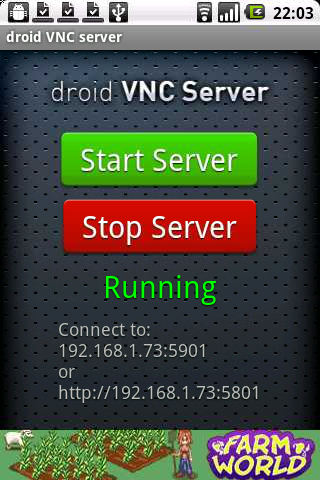 22:03
droid VNC server
droid VNC Server
Start Server
Stop Server
Running
Connect to:
192.168.1.73:5901
or
http://192.168.1.73:5801
FARM
WORLD